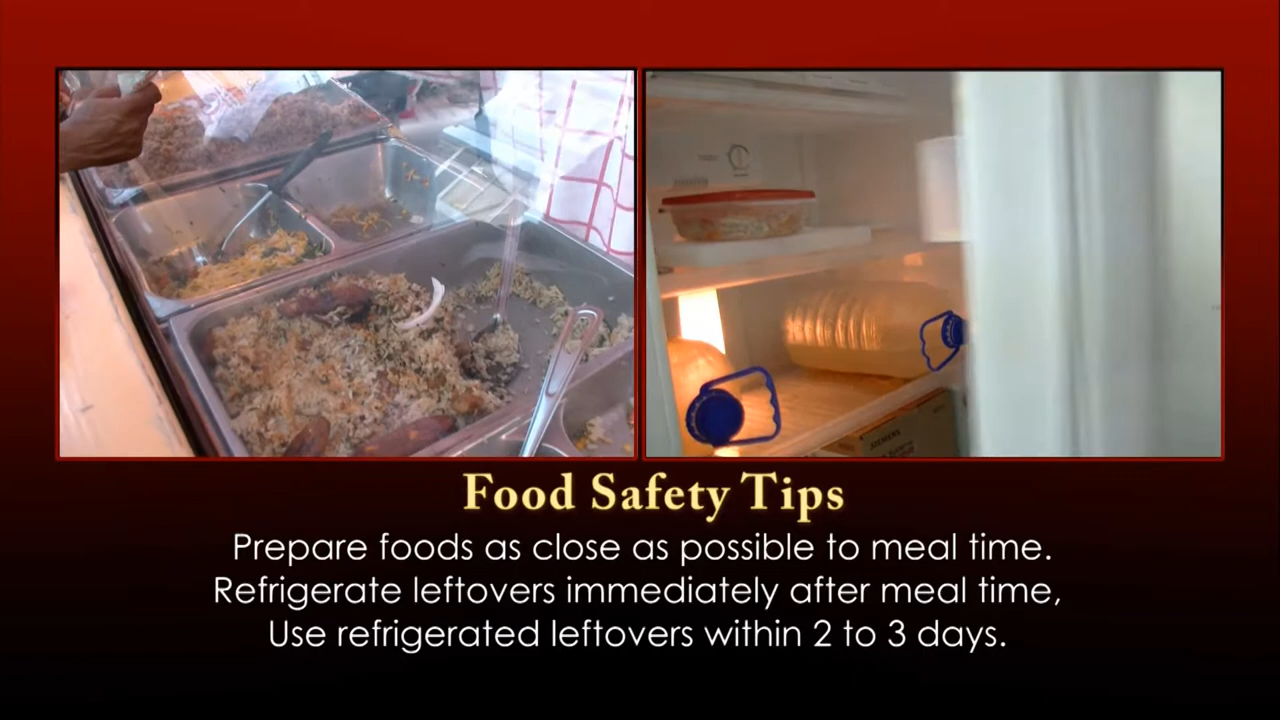 SIEMENS
Food Safety Tips
Prepare foods as close as possible to meal time.
Refrigerate leftovers immediately after meal time,
Use refrigerated leftovers within 2 to 3 days.